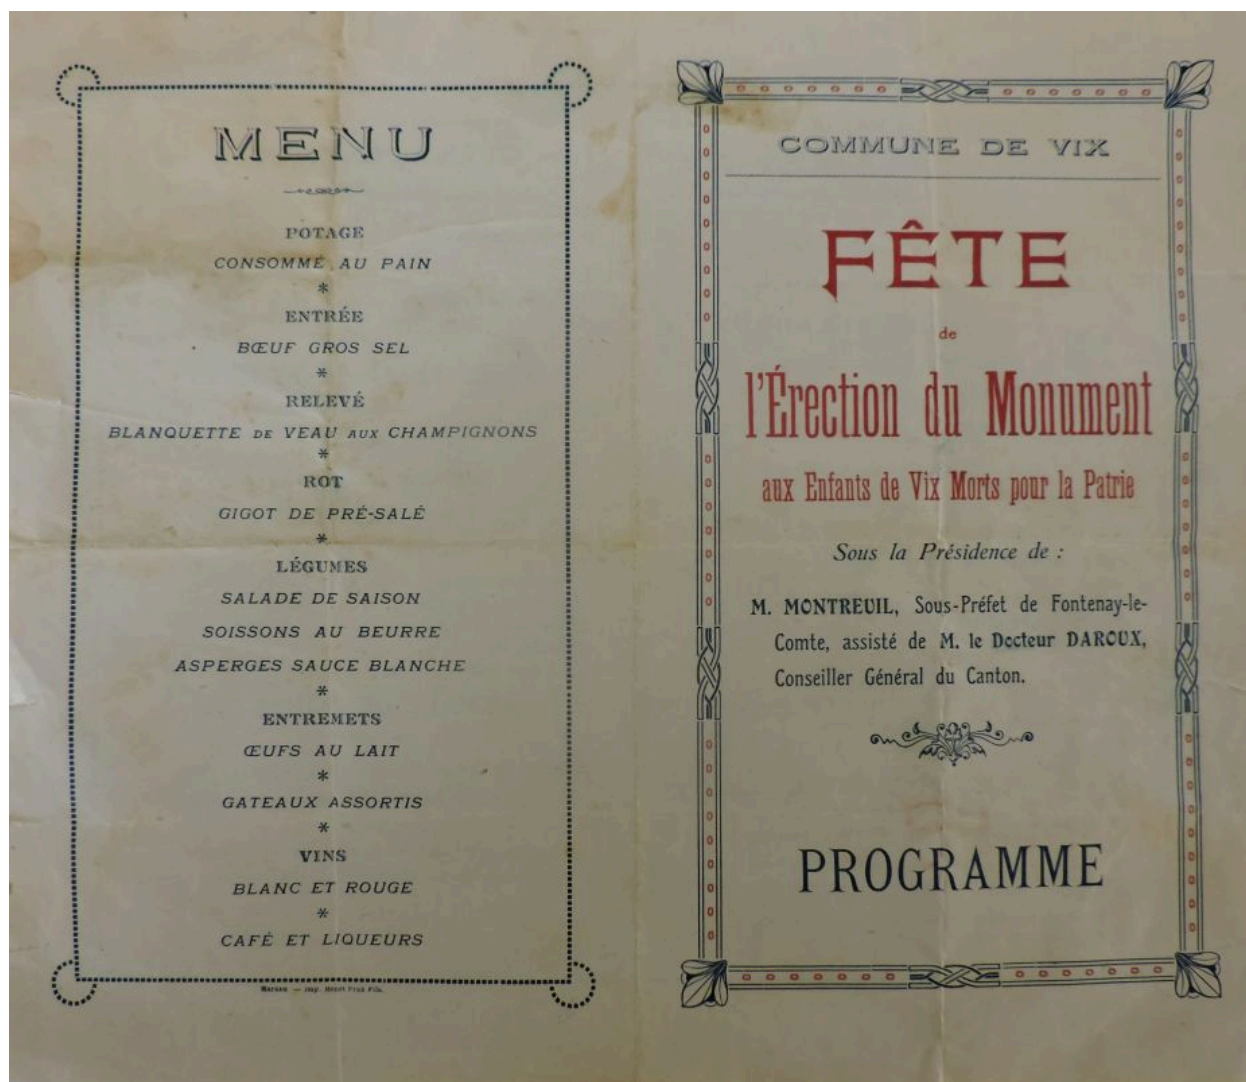 MENU
POTAGE
CONSOMMÉ AU PAIN
*
ENTRÉE
BŒUF GROS SEL
*
RELEVÉ
BLANQUETTE DE VEAU AUX CHAMPIGNONS
*
ROT
GIGOT DE PRÉ-SALÉ
*
LÉGUMES
SALADE DE SAISON
SOISSONS AU BEURRE
ASPERGES SAUCE BLANCHE
*
ENTREMETS
ŒUFS AU LAIT
*
GATEAUX ASSORTIS
*
VINS
BLANC ET ROUGE
*
CAFÉ ET LIQUEURS
— Imp. Fils.
COMMUNE DE VIX
FÊTE
de
l'Érection du Monument
aux Enfants de Vix Morts pour la Patrie
Sous la Présidence de :
M. MONTREUIL, Sous-Préfet de Fontenay-le-
Comte, assisté de M. le Docteur DAROUX,
Conseiller Général du Canton.
PROGRAMME